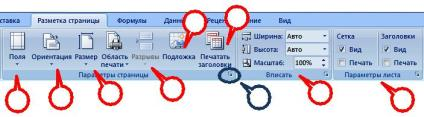 ставка Разметка страницы Формулы Данн Рецен ние Вид
Поля Ориентация Размер Область печати Разрывы Подложка Печатать заголовки
Ширина: Авто
Высота: Авто
Масштаб: 100%
Сетка Заголовки
Вид Вид
Печать Печать
Параметры страницы Вписать Параметры листа